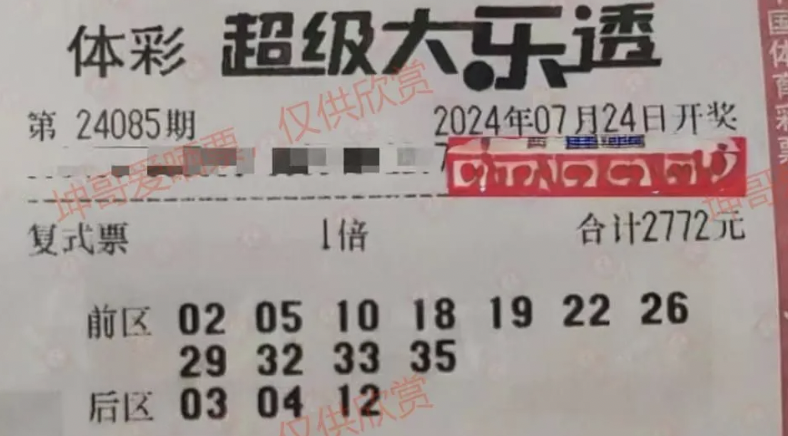 体彩 超级大乐透
第 24085期 2024年07月24日开奖
复式票 1倍 合计2772元
前区 02 05 10 18 19 22 26
29 32 33 35
后区 03 04 12
中国体育彩票
坤哥爱晒票 仅供欣赏
坤哥
仅供欣赏